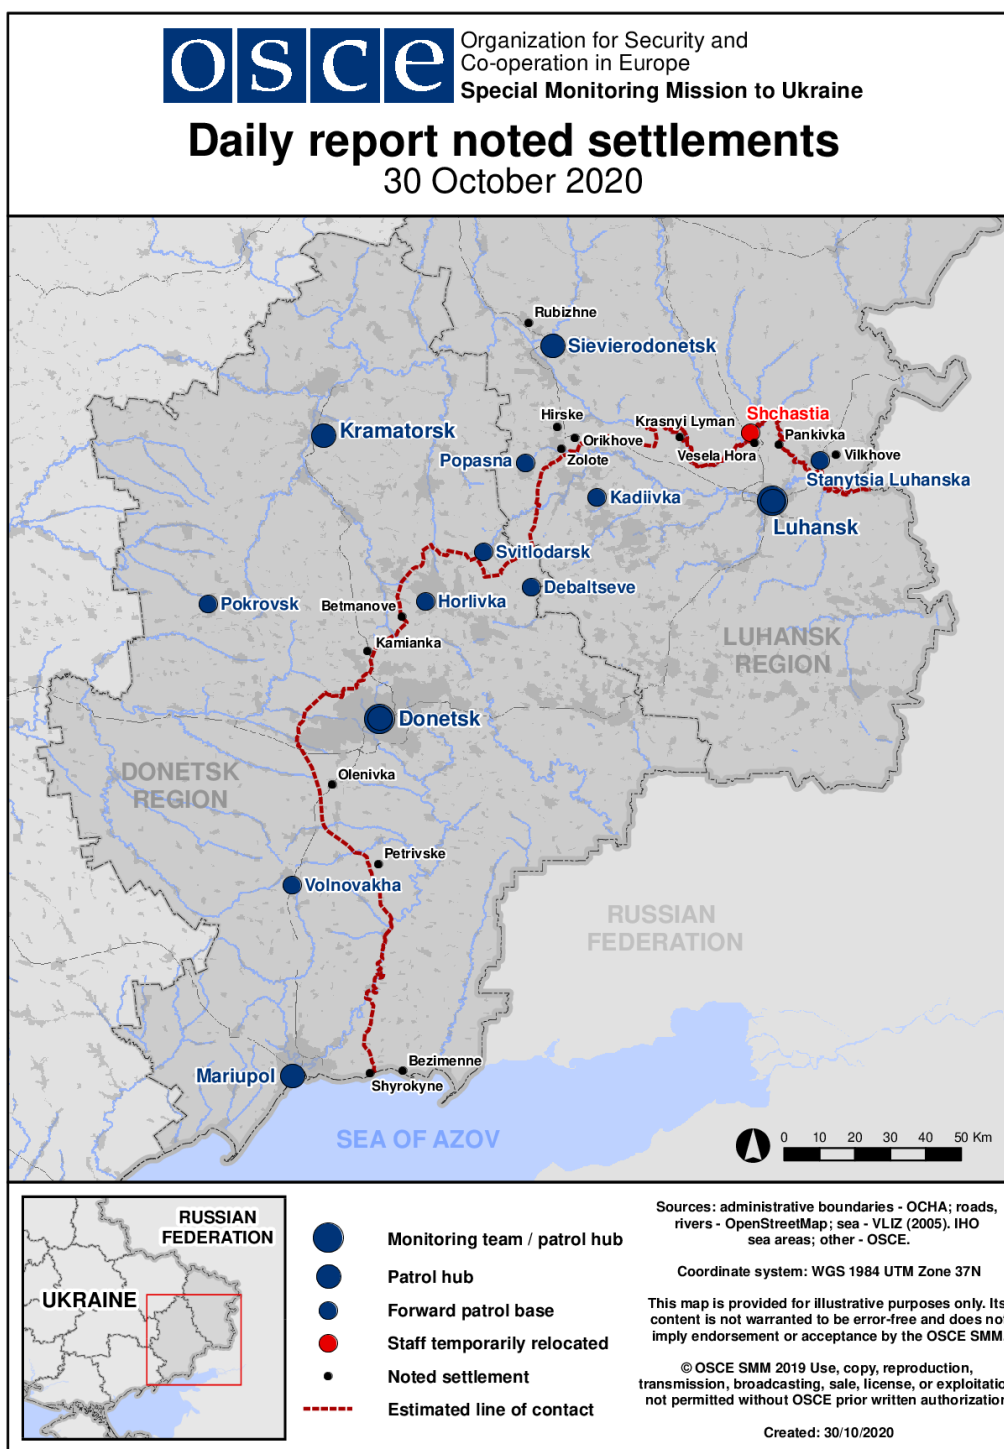 osce
Organization for Security and
Co-operation in Europe
Special Monitoring Mission to Ukraine
Daily report noted settlements
30 October 2020
Rubizhne
Sievierodonetsk
Hirske
Krasnyi Lyman
Shchastia
Kramatorsk
Orikhove
Pankivka
Vesela Hora
Vilkhove
Popasna
Zolote
Stanytsia Luhanska
Kadiivka
Luhansk
Svitlodarsk
Debaltseve
Pokrovsk
Betmanove
Horlivka
Kamianka
LUHANSK
REGION
Donetsk
DONETSK
REGION
Olenivka
Petrivske
Volnovakha
RUSSIAN
FEDERATION
Mariupol
Bezimenne
Shyrokyne
SEA OF AZOV
0 10 20 30 40 50 Km
RUSSIAN
FEDERATION
UKRAINE
Monitoring team / patrol hub
Patrol hub
Forward patrol base
Staff temporarily relocated
Noted settlement
Estimated line of contact
Sources: administrative boundaries - OCHA; roads,
rivers - OpenStreetMap; sea - VLIZ (2005). IHO
sea areas; other - OSCE.
Coordinate system: WGS 1984 UTM Zone 37N
This map is provided for illustrative purposes only. Its
content is not warranted to be error-free and does not
imply endorsement or acceptance by the OSCE SMM.
© OSCE SMM 2019 Use, copy, reproduction,
transmission, broadcasting, sale, license, or exploitatio
not permitted without OSCE prior written authorization
Created: 30/10/2020